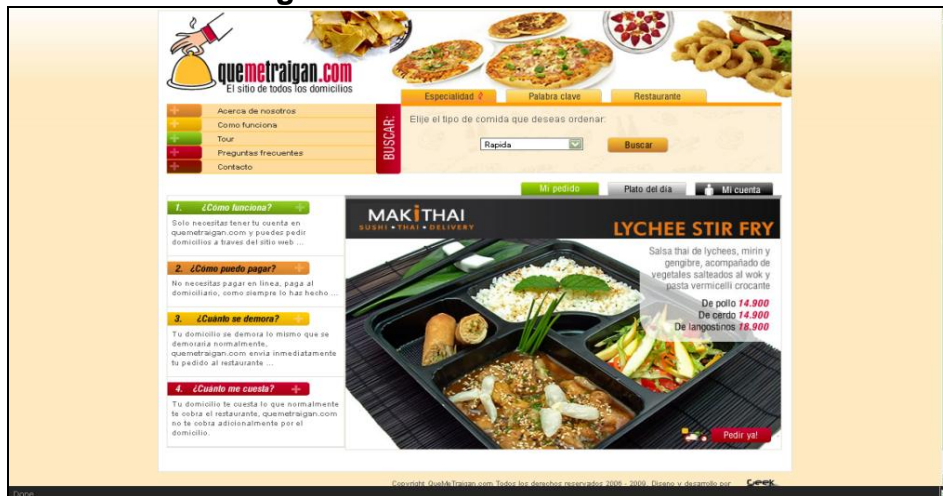 quemetraigan.com
El sitio de todos los domicilios
Especialidad
Palabra clave
Restaurante
Acerca de nosotros
Como funciona
Tour
Preguntas frecuentes
Contacto
BUSCAR:
Elije el tipo de comida que deseas ordenar:
Rapida
Buscar
Mi pedido
Plato del dia
Mi cuenta
1. ¿Como funciona?
Solo necesitas tener tu cuenta en
quemetraigan.com y puedes pedir
domicilios a traves del sitio web ...
2. ¿Cómo puedo pagar?
No necesitas pagar en linea, paga al
domiciliario, como siempre lo has hecho ...
3. ¿Cuánto se demora?
Tu domicilio se demora lo mismo que se
demoraria normalmente,
quemetraigan.com envia inmediatamente
tu pedido al restaurante ...
4. ¿Cuanto me cuesta?
Tu domicilio te cuesta lo que normalmente
te cobra el restaurante, quemetraigan.com
no te cobra adicionalmente por el
domicilio.
MAKiTHAI
SUSHI • THAI • DELIVERY
LYCHEE STIR FRY
Salsa thai de lychees, mirin y
gengibre, acompañado de
vegetales salteados al wok y
pasta vermicelli crocante
De pollo 14.900
De cerdo 14.900
De langostinos 18.900
Pedir ya!
Copyright QueMeTraigan.com Todos los derechos reservados 2006 - 2009. Diseno y desarrollo por
Geek
Done